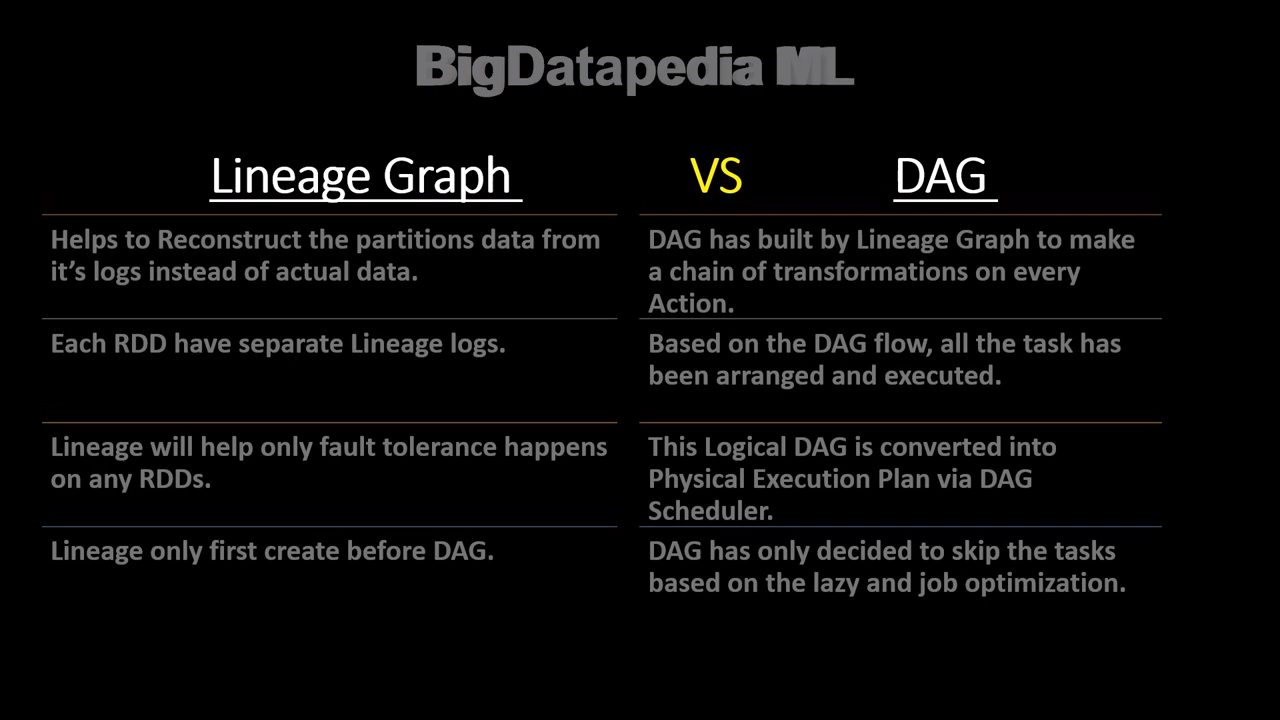 BigDatapedia ML
Lineage Graph VS DAG
Helps to Reconstruct the partitions data from
it's logs instead of actual data.
DAG has built by Lineage Graph to make
a chain of transformations on every
Action.
Each RDD have separate Lineage logs.
Based on the DAG flow, all the task has
been arranged and executed.
Lineage will help only fault tolerance happens
on any RDDs.
This Logical DAG is converted into
Physical Execution Plan via DAG
Scheduler.
Lineage only first create before DAG.
DAG has only decided to skip the tasks
based on the lazy and job optimization.